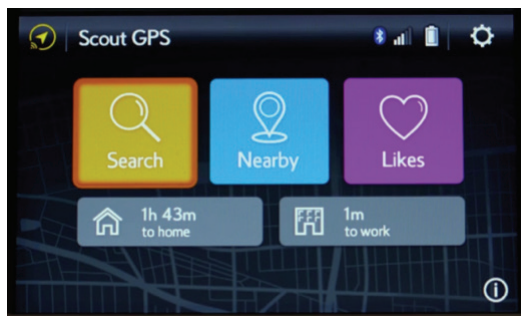 Scout GPS
Search
Nearby
Likes
1h 43m
to home
1m
to work